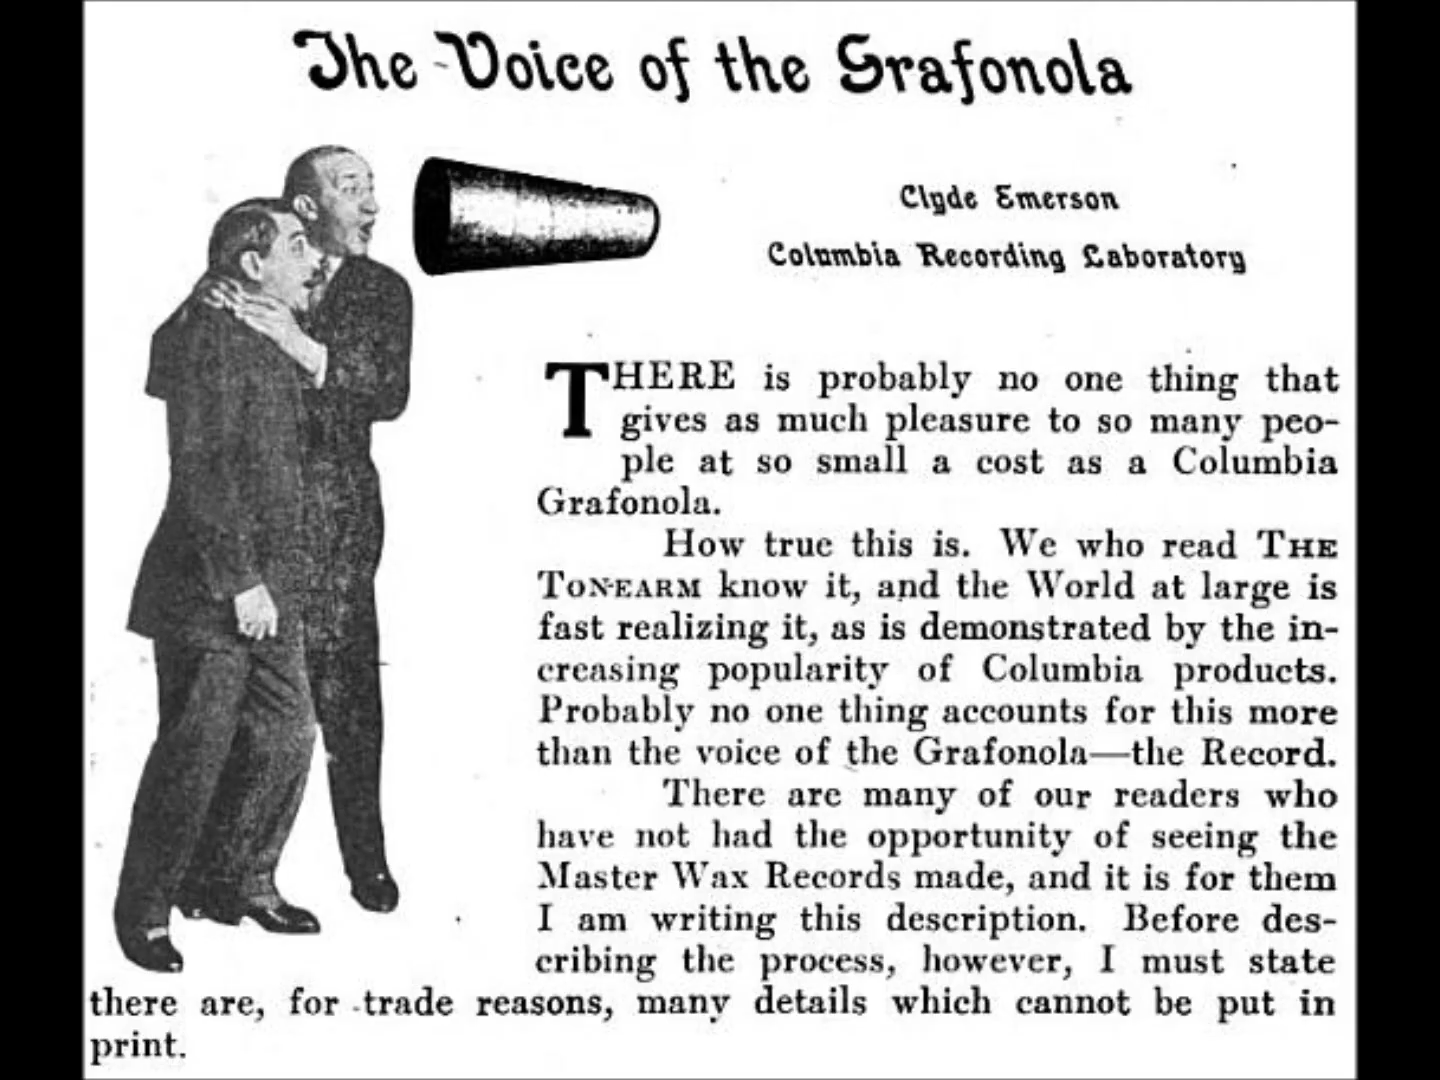 The Voice of the Grafonola
Clyde Emerson
Columbia Recording Laboratory
THERE is probably no one thing that
gives as much pleasure to so many peo-
ple at so small a cost as a Columbia
Grafonola.
How true this is. We who read THE
TONEARM know it, and the World at large is
fast realizing it, as is demonstrated by the in-
creasing popularity of Columbia products.
Probably no one thing accounts for this more
than the voice of the Grafonola—the Record.
There are many of our readers who
have not had the opportunity of seeing the
Master Wax Records made, and it is for them
I am writing this description. Before des-
cribing the process, however, I must state
there are, for trade reasons, many details which cannot be put in
print.